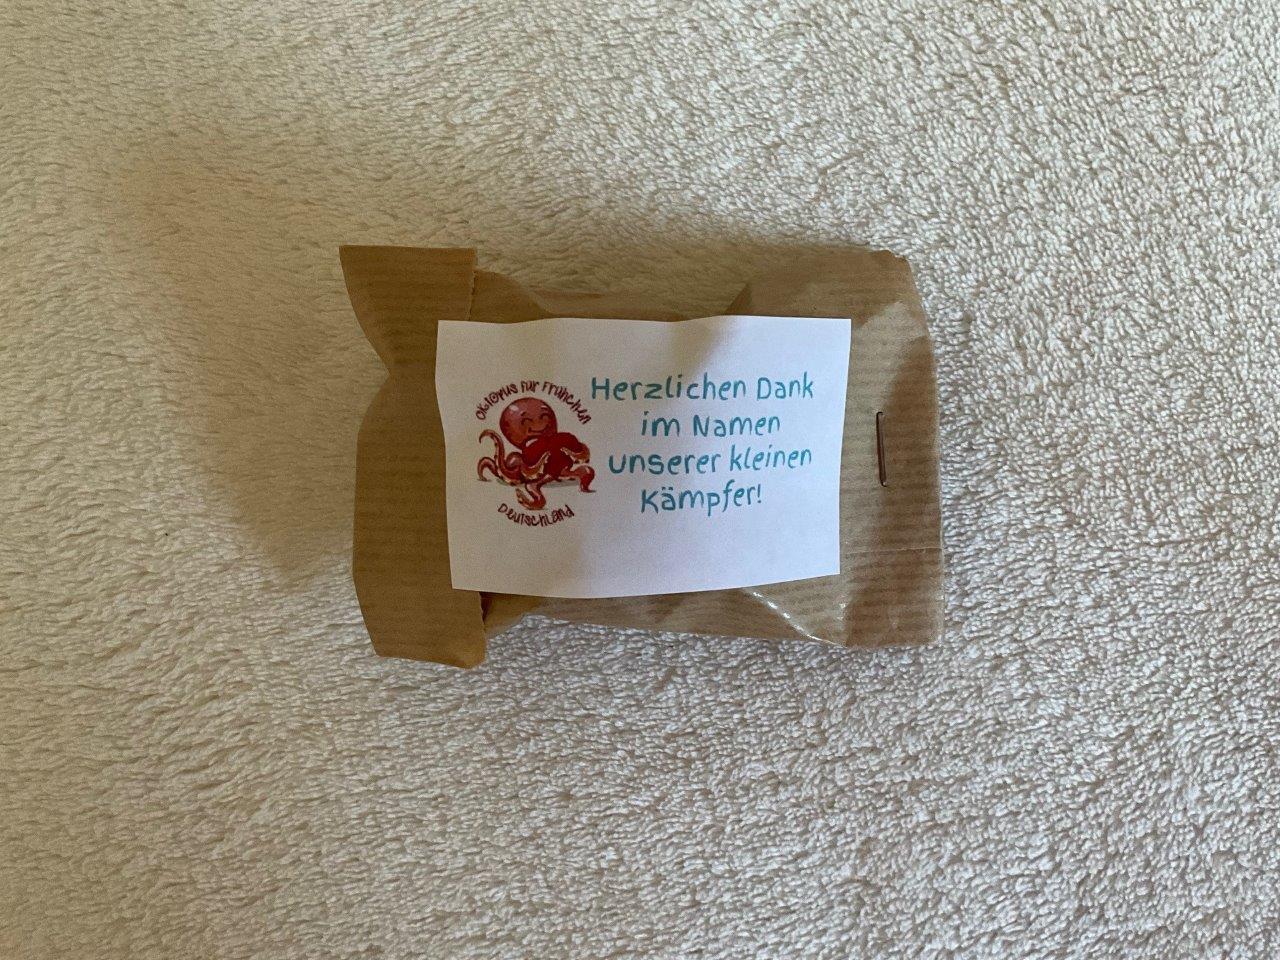 Oktopus für Frühchen
Deutschland
Herzlichen Dank
im Namen
unserer kleinen
Kämpfer!